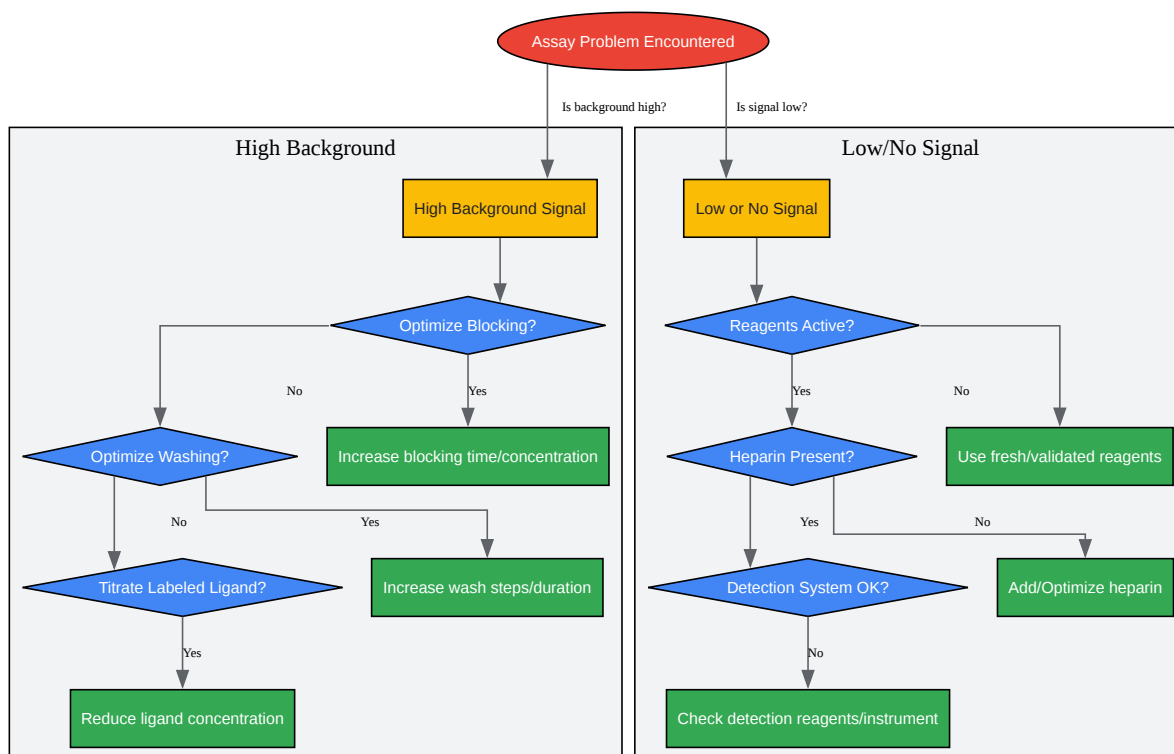 Assay Problem Encountered
Is background high?
Is signal low?
High Background
Low/No Signal
High Background Signal
Low or No Signal
Optimize Blocking?
Reagents Active?
No
Yes
Yes
No
Optimize Washing?
Increase blocking time/concentration
Heparin Present?
Use fresh/validated reagents
No
Yes
Yes
No
Titrate Labeled Ligand?
Increase wash steps/duration
Detection System OK?
Add/Optimize heparin
Yes
No
Reduce ligand concentration
Check detection reagents/instrument